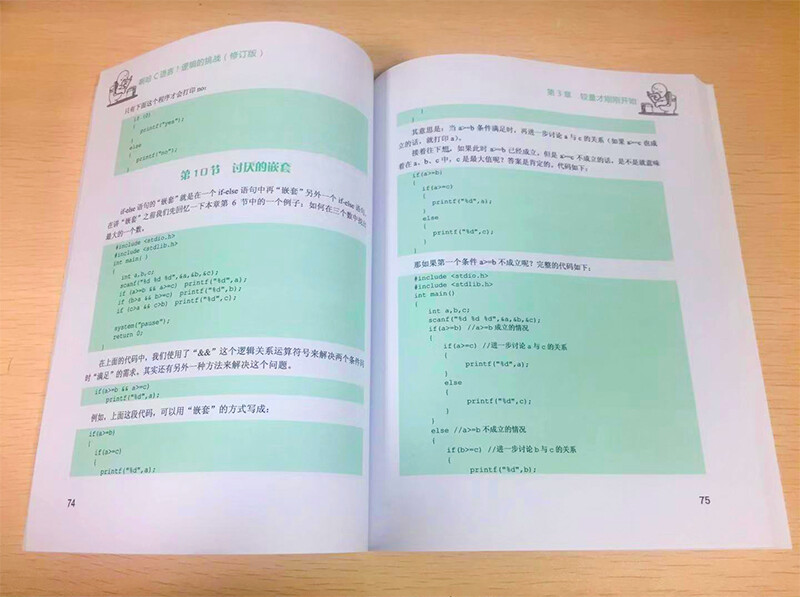 啊哈C语言！逻辑的挑战（修订版）
只有下面这个程序才会打印 no：
if (0)
{
printf("yes");
}
else
{
printf("no");
第10节 讨厌的嵌套
if-else 语句的“嵌套”就是在一个 if-else 语句中再“嵌套”另外一个 if-else 语句。
在讲“嵌套”之前我们先回忆一下本章第 6 节中的一个例子：如何在三个数中找出
最大的一个数。
#include <stdio.h>
#include <stdlib.h>
int main( )
{
int a,b,c;
scanf("%d %d %d",&a,&b,&c);
if (a>=b && a>=c) printf("%d",a);
if (b>a && b>=c) printf("%d",b);
if (c>a && c>b) printf("%d",c);
system("pause");
return 0;
}
在上面的代码中，我们使用了“&&”这个逻辑关系运算符号来解决两个条件同
时“满足”的需求。其实还有另外一种方法来解决这个问题。
if(a>=b && a>=c)
printf("%d",a);
例如，上面这段代码，可以用“嵌套”的方式写成：
if(a>=b)
{
if(a>=c)
{
printf("%d",a);
74
第3章 较量才刚刚开始
}
}
其意思是：当 a>=b 条件满足时，再进一步讨论 a 与 c 的关系（如果 a>=c 也成
立的话，就打印 a）。
接着往下想，如果此时 a>=b 已经成立，但是 a>=c 不成立的话，是不是就意味
着在 a、b、c 中，c 是最大值呢？答案是肯定的，代码如下：
if(a>=b)
{
if(a>=c)
{
printf("%d",a);
}
else
{
printf("%d",c);
}
}
那如果第一个条件 a>=b 不成立呢？完整的代码如下：
#include <stdio.h>
#include <stdlib.h>
int main()
{
int a,b,c;
scanf("%d %d %d",&a,&b,&c);
if(a>=b) //a>=b 成立的情况
{
if(a>=c) //进一步讨论 a 与 c 的关系
{
printf("%d",a);
}
else
{
printf("%d",c);
}
}
else //a>=b 不成立的情况
{
if(b>=c) //进一步讨论 b 与 c 的关系
{
printf("%d",b);
75